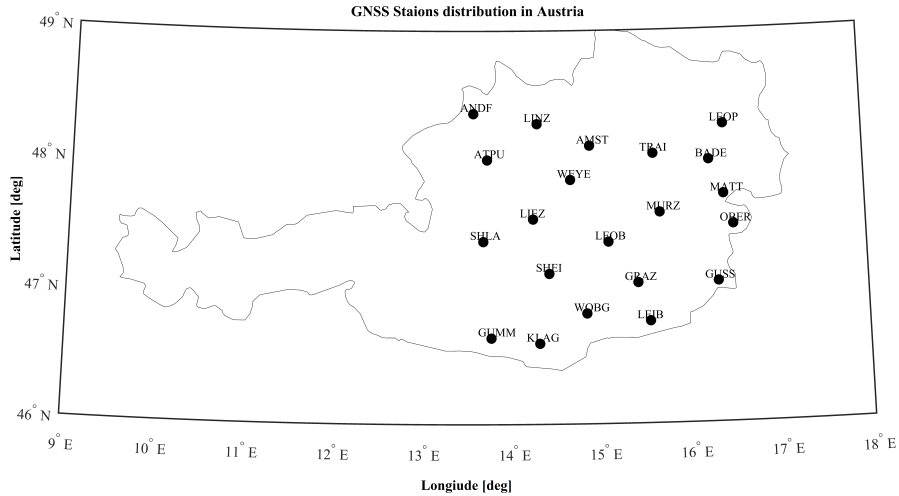 GNSS Staions distribution in Austria
49° N
48° N
47° N
46° N
Latitude [deg]
ANDF
LINZ
LEOP
AMST
TRAI
BADE
ATPU
WEYE
MATT
MURZ
LIEZ
OBER
SHLA
LEOB
SHEI
GRAZ
GUSS
WOBG
LEIB
GUMM
KLAG
9° E
10° E
11° E
12° E
13° E
14° E
15° E
16° E
17° E
18° E
Longiude [deg]